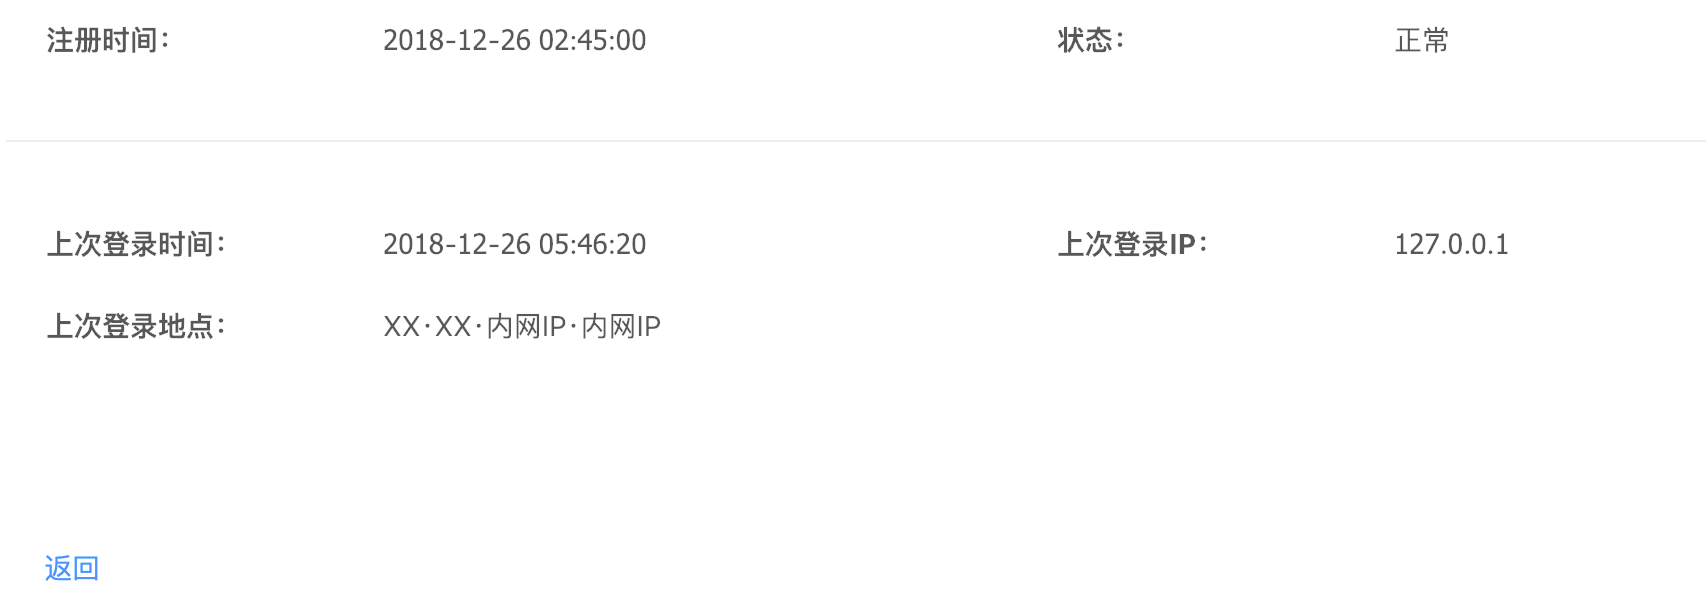 注册时间： 2018-12-26 02:45:00 状态： 正常
上次登录时间： 2018-12-26 05:46:20 上次登录IP： 127.0.0.1
上次登录地点： XX·XX·内网IP·内网IP
返回